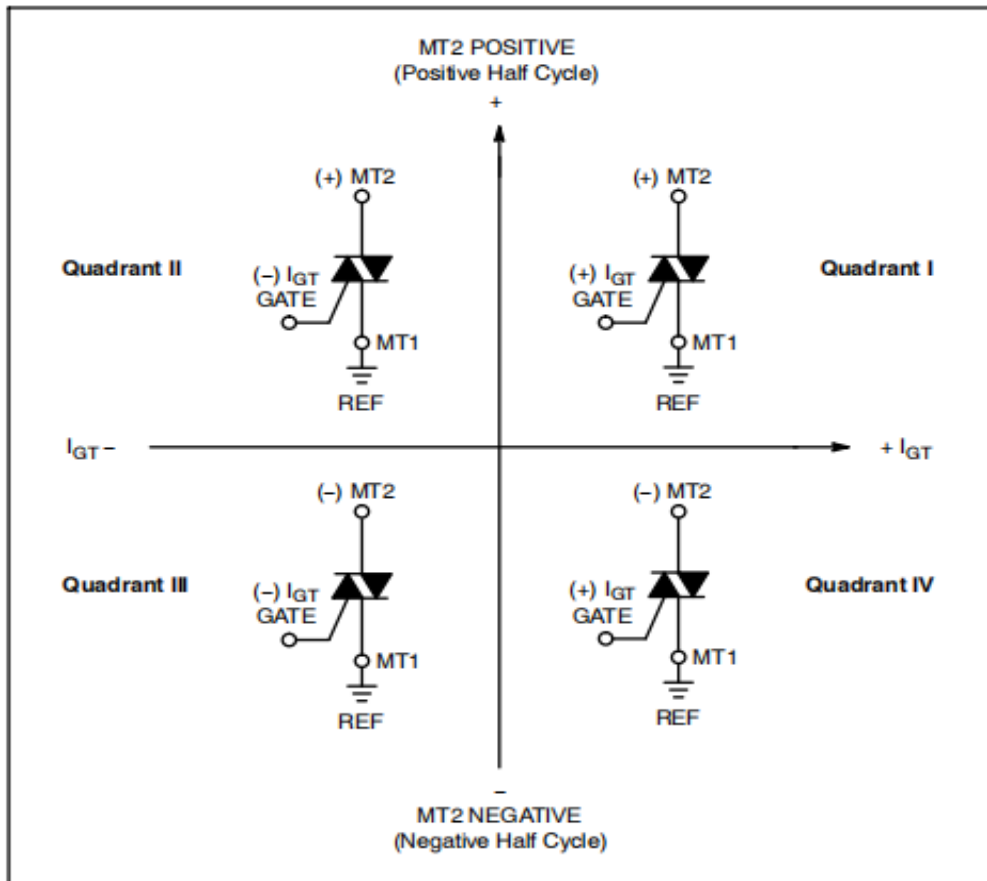 MT2 POSITIVE
(Positive Half Cycle)
+
(+) MT2
(+) MT2
Quadrant II
(−) IGT
GATE
(+) IGT
GATE
Quadrant I
MT1
MT1
REF
REF
IGT −
+ IGT
(−) MT2
(−) MT2
Quadrant III
(−) IGT
GATE
(+) IGT
GATE
Quadrant IV
MT1
MT1
REF
REF
−
MT2 NEGATIVE
(Negative Half Cycle)